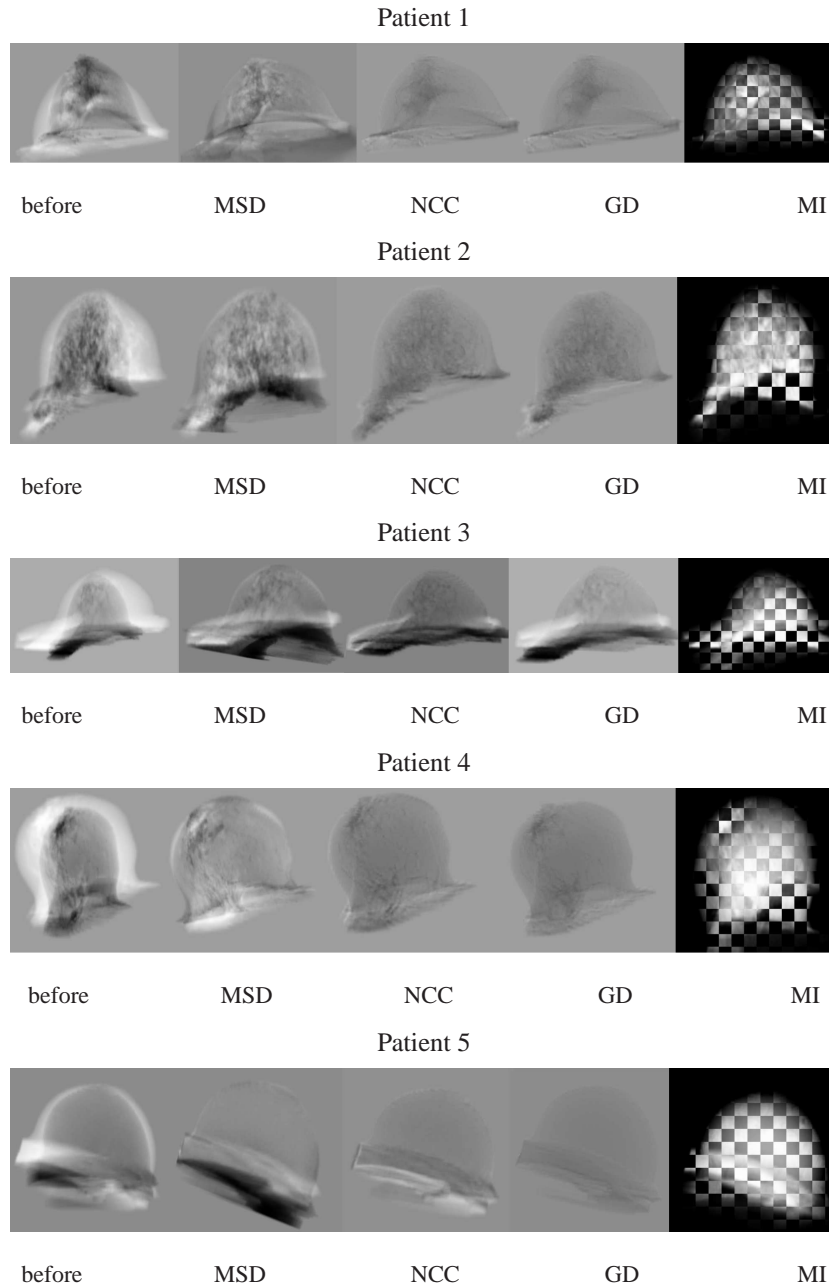 Patient 1
before MSD NCC GD MI
Patient 2
before MSD NCC GD MI
Patient 3
before MSD NCC GD MI
Patient 4
before MSD NCC GD MI
Patient 5
before MSD NCC GD MI